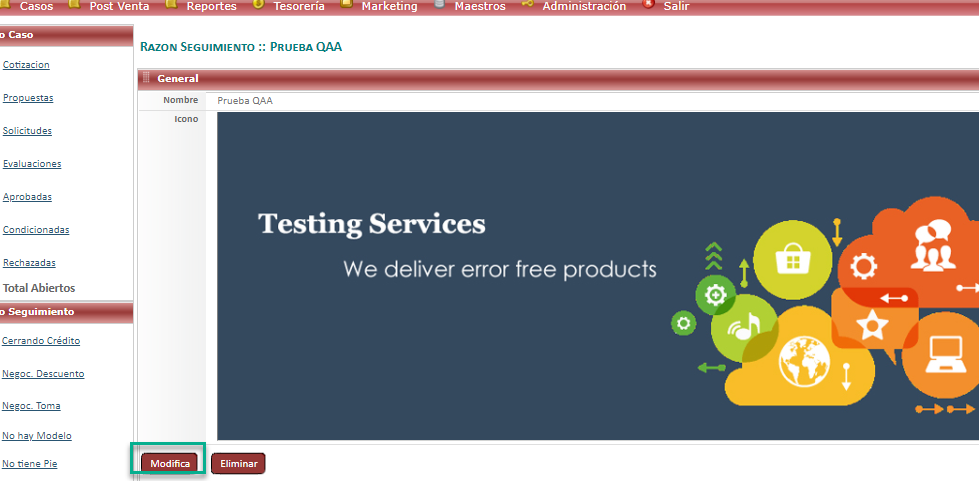 Casos Post Venta Reportes Tesorería Marketing Maestros Administración Salir
o Caso
Cotizacion
Propuestas
Solicitudes
Evaluaciones
Aprobadas
Condicionadas
Rechazadas
Total Abiertos
o Seguimiento
Cerrando Crédito
Negoc. Descuento
Negoc. Toma
No hay Modelo
No tiene Pie
RAZON SEGUIMIENTO :: PRUEBA QAA
General
Nombre Prueba QAA
Icono
Testing Services
We deliver error free products
Modifica Eliminar